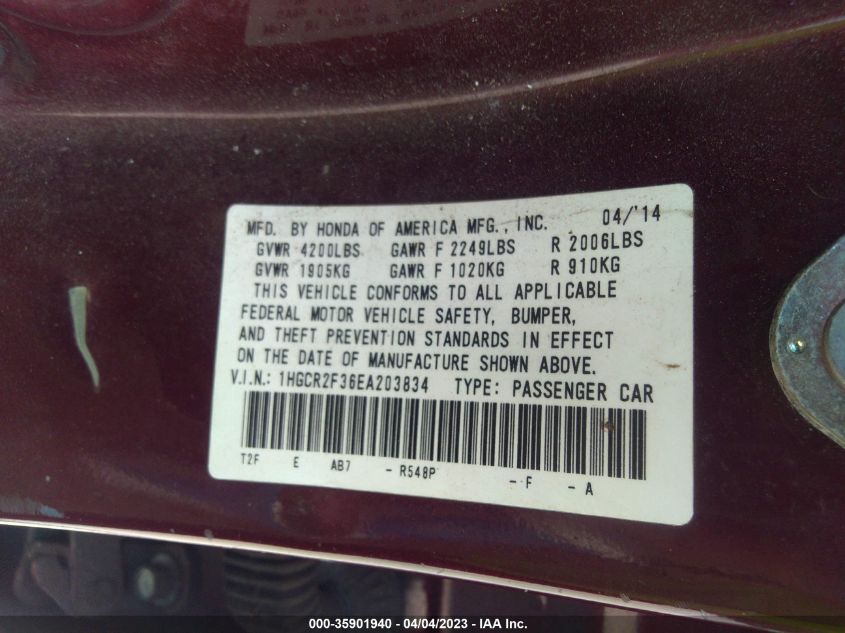 MFD. BY HONDA OF AMERICA MFG., INC. 04/'14
GVWR 4200LBS GAWR F 2249LBS R 2006LBS
GVWR 1905KG GAWR F 1020KG R 910KG
THIS VEHICLE CONFORMS TO ALL APPLICABLE
FEDERAL MOTOR VEHICLE SAFETY, BUMPER,
AND THEFT PREVENTION STANDARDS IN EFFECT
ON THE DATE OF MANUFACTURE SHOWN ABOVE.
V.I.N.: 1HGCR2F36EA203834 TYPE: PASSENGER CAR
T2F E AB7 - R548P - F - A
000-35901940 - 04/04/2023 - IAA Inc.